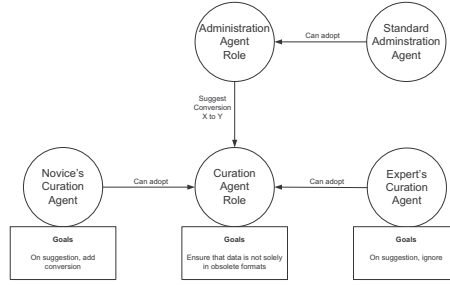 Administration
Agent
Role
Can adopt
Standard
Adminstration
Agent
Suggest
Conversion
X to Y
Novice's
Curation
Agent
Can adopt
Curation
Agent
Role
Can adopt
Expert's
Curation
Agent
Goals
On suggestion, add
conversion
Goals
Ensure that data is not solely
in obsolete formats
Goals
On suggestion, ignore